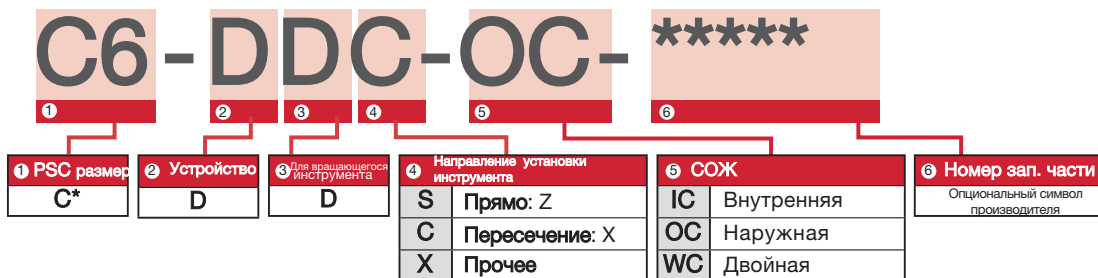 C6-DDC-OC-*****
① ② ③ ④ ⑤ ⑥
① PSC размер
C*
② Устройство
D
③ Для вращающегося
инструмента
D
④ Направление установки
инструмента
S Прямо: Z
C Пересечение: X
X Прочее
⑤ СОЖ
IC Внутренняя
OC Наружная
WC Двойная
⑥ Номер зап. части
Опциональный символ
производителя